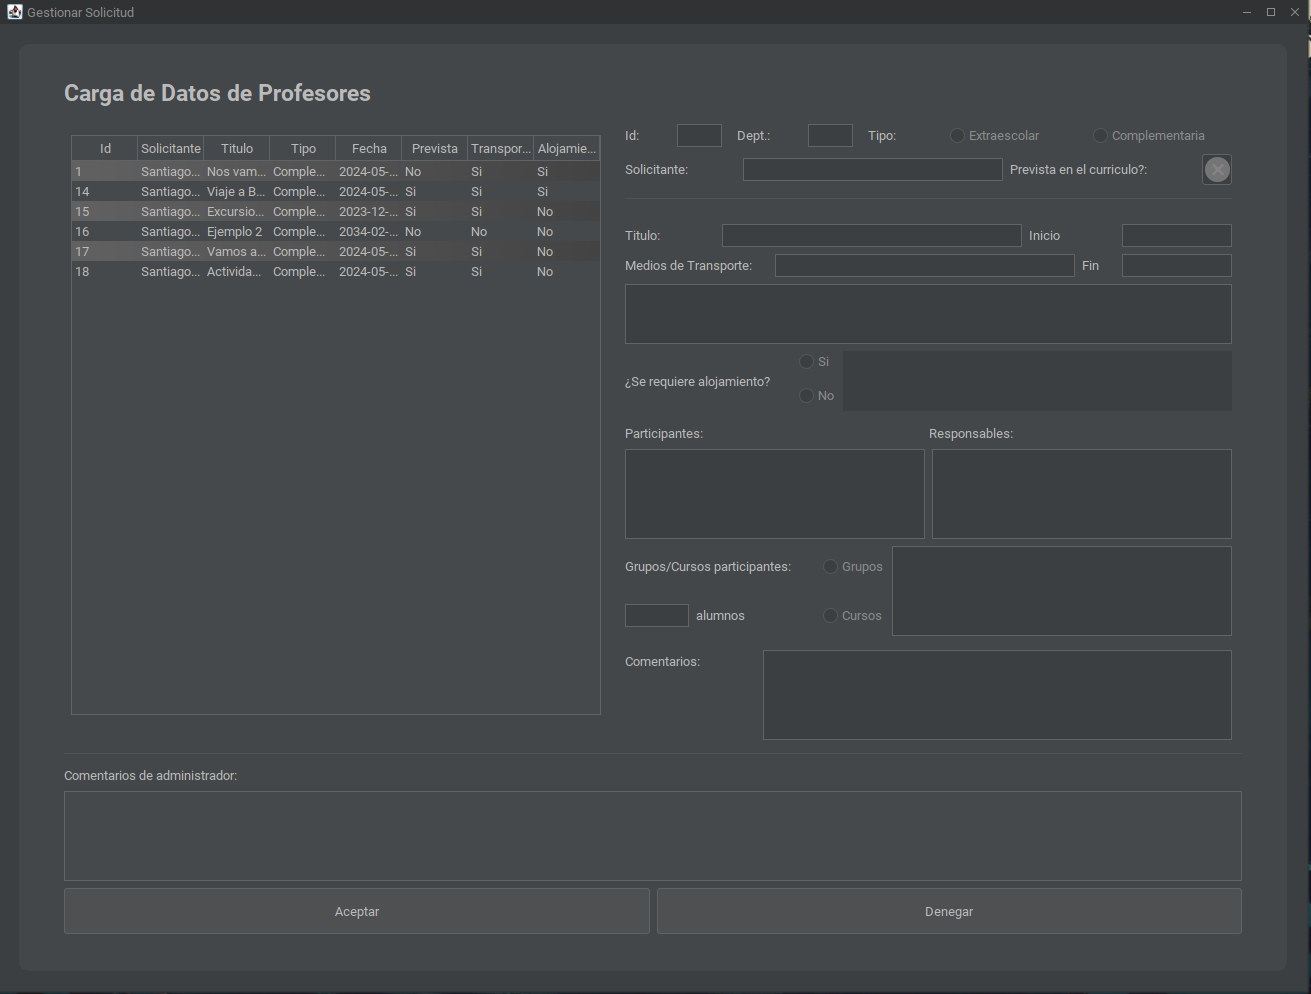 Gestionar Solicitud
Carga de Datos de Profesores
Id Solicitante Titulo Tipo Fecha Prevista Transpor... Alojamie...
1 Santiago... Nos vam... Comple... 2024-05-... No Si Si
14 Santiago... Viaje a B... Comple... 2024-05-... Si Si Si
15 Santiago... Excursio... Comple... 2023-12-... Si Si No
16 Santiago... Ejemplo 2 Comple... 2034-02-... No No No
17 Santiago... Vamos a... Comple... 2024-05-... Si Si No
18 Santiago... Activida... Comple... 2024-05-... Si Si No
Id: Dept.: Tipo: Extraescolar Complementaria
Solicitante: Prevista en el curriculo?:
Titulo: Inicio
Medios de Transporte: Fin
¿Se requiere alojamiento? Si
No
Participantes: Responsables:
Grupos/Cursos participantes: Grupos
alumnos Cursos
Comentarios:
Comentarios de administrador:
Aceptar Denegar